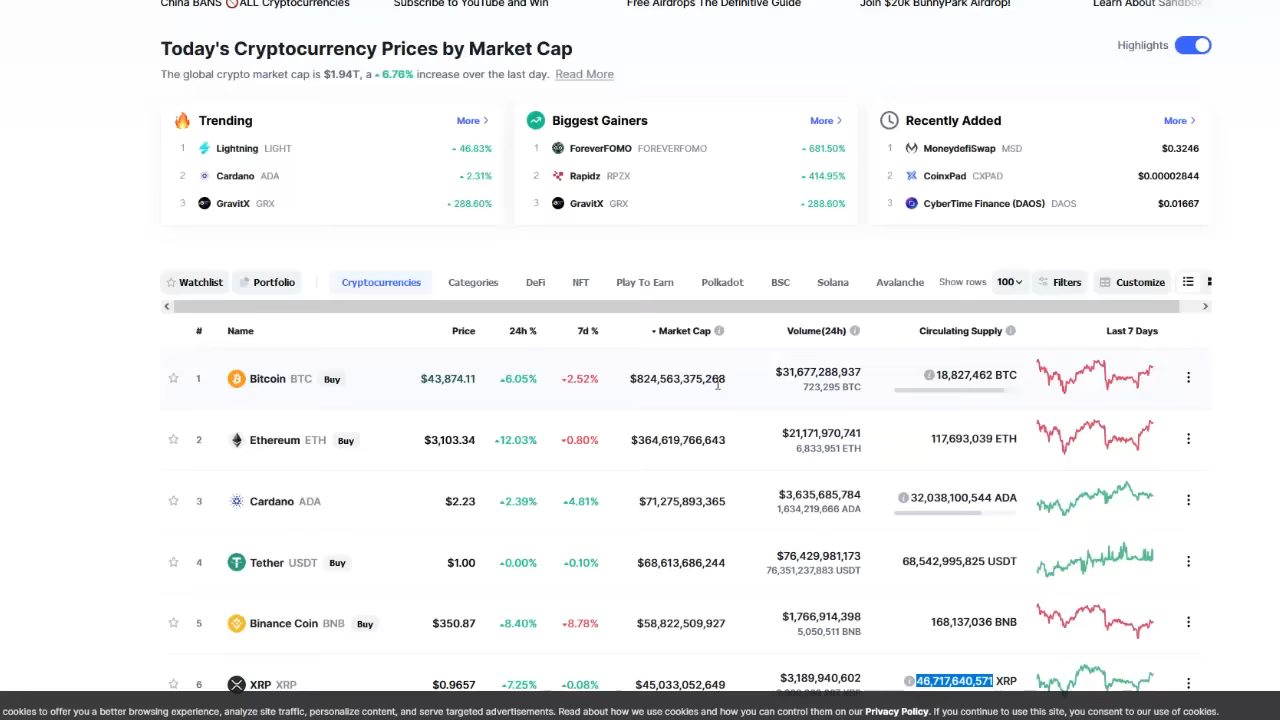 China BANS 🚫ALL Cryptocurrencies Subscribe to YouTube and Win Free Airdrops The Definitive Guide Join $20k BunnyPark Airdrop! Learn About Sandbox
Today's Cryptocurrency Prices by Market Cap
Highlights
The global crypto market cap is $1.94T, a 6.76% increase over the last day. Read More
Trending More
1 Lightning LIGHT 46.83%
2 Cardano ADA 2.31%
3 GravitX GRX 288.60%
Biggest Gainers More
1 ForeverFOMO FOREVERFOMO 681.50%
2 Rapidz RPZX 414.95%
3 GravitX GRX 288.60%
Recently Added More
1 MoneydefiSwap MSD $0.3246
2 CoinxPad CXPAD $0.00002844
3 CyberTime Finance (DAOS) DAOS $0.01667
Watchlist Portfolio Cryptocurrencies Categories DeFi NFT Play To Earn Polkadot BSC Solana Avalanche Show rows 100 Filters Customize
# Name Price 24h % 7d % Market Cap Volume(24h) Circulating Supply Last 7 Days
1 Bitcoin BTC Buy $43,874.11 6.05% 2.52% $824,563,375,268 $31,677,288,937 18,827,462 BTC
723,295 BTC
2 Ethereum ETH Buy $3,103.34 12.03% 0.80% $364,619,766,643 $21,171,970,741 117,693,039 ETH
6,833,951 ETH
3 Cardano ADA $2.23 2.39% 4.81% $71,275,893,365 $3,635,685,784 32,038,100,544 ADA
1,634,219,666 ADA
4 Tether USDT Buy $1.00 0.00% 0.10% $68,613,686,244 $76,429,981,173 68,542,995,825 USDT
76,351,237,883 USDT
5 Binance Coin BNB Buy $350.87 8.40% 8.78% $58,822,509,927 $1,766,914,398 168,137,036 BNB
5,050,511 BNB
6 XRP XRP $0.9657 7.25% 0.08% $45,033,052,649 $3,189,940,602 46,717,640,571 XRP
cookies to offer you a better browsing experience, analyze site traffic, personalize content, and serve targeted advertisements. Read about how we use cookies and how you can control them on our Privacy Policy. If you continue to use this site, you consent to our use of cookies.